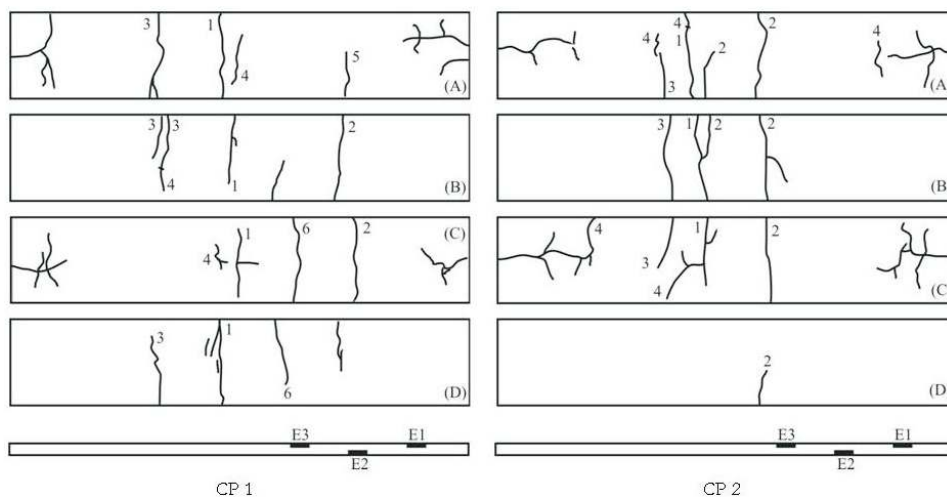 3 1 4 5 (A)
3 3 4 1 2 (B)
(C) 4 1 6 2
3 1 6 (D)
E3 E2 E1
CP 1
4 3 4 1 2 2 4 (A
3 1 2 2 (B
4 3 4 1 2 (C
2 (D
E3 E2 E1
CP 2